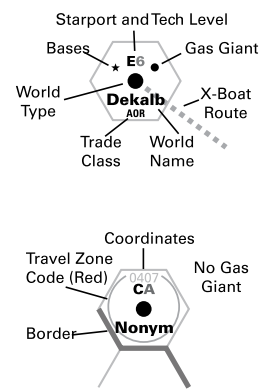 Starport and Tech Level
Bases
Gas Giant
E6
World
Type
Dekalb
AOR
X-Boat
Route
Trade
Class
World
Name
Coordinates
Travel Zone
Code (Red)
0407
No Gas
Giant
CA
Border
Nonym